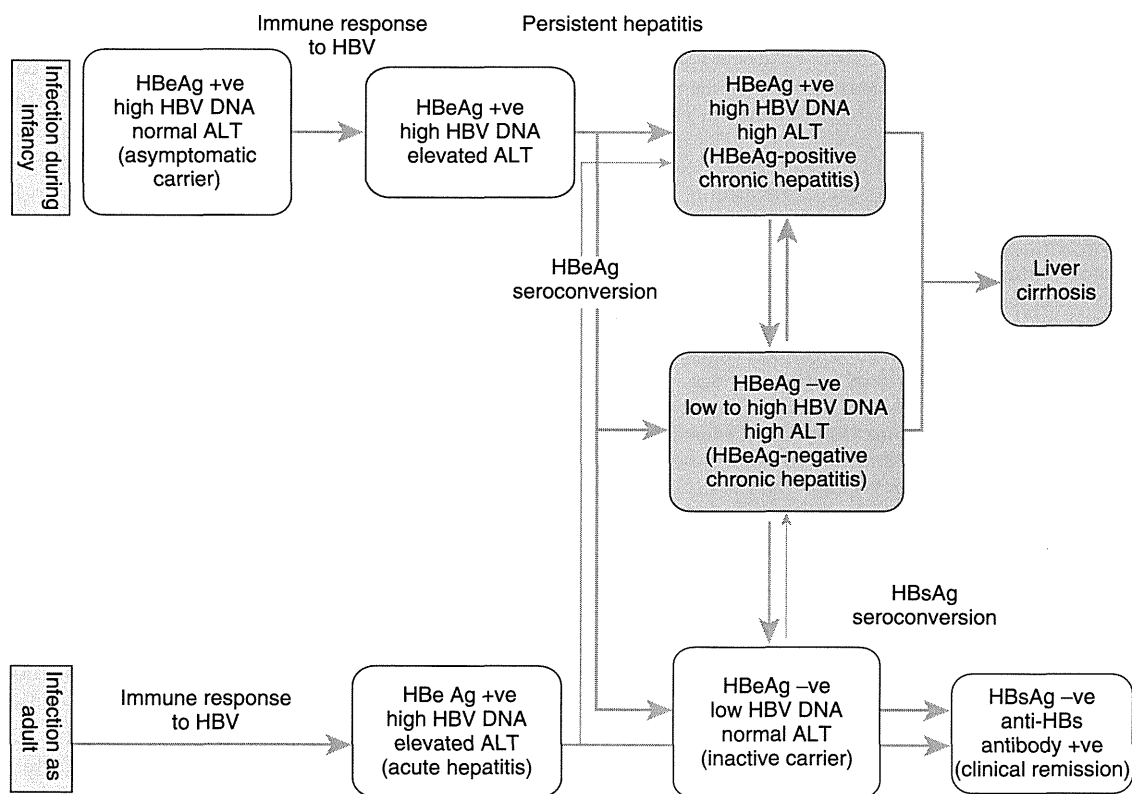 Immune response
to HBV
Persistent hepatitis
Infection during
infancy
HBeAg +ve
high HBV DNA
normal ALT
(asymptomatic
carrier)
HBeAg +ve
high HBV DNA
elevated ALT
HBeAg +ve
high HBV DNA
high ALT
(HBeAg-positive
chronic hepatitis)
HBeAg
seroconversion
Liver
cirrhosis
HBeAg –ve
low to high HBV DNA
high ALT
(HBeAg-negative
chronic hepatitis)
HBsAg
seroconversion
Infection as
adult
Immune response
to HBV
HBe Ag +ve
high HBV DNA
elevated ALT
(acute hepatitis)
HBeAg –ve
low HBV DNA
normal ALT
(inactive carrier)
HBsAg –ve
anti-HBs
antibody +ve
(clinical remission)